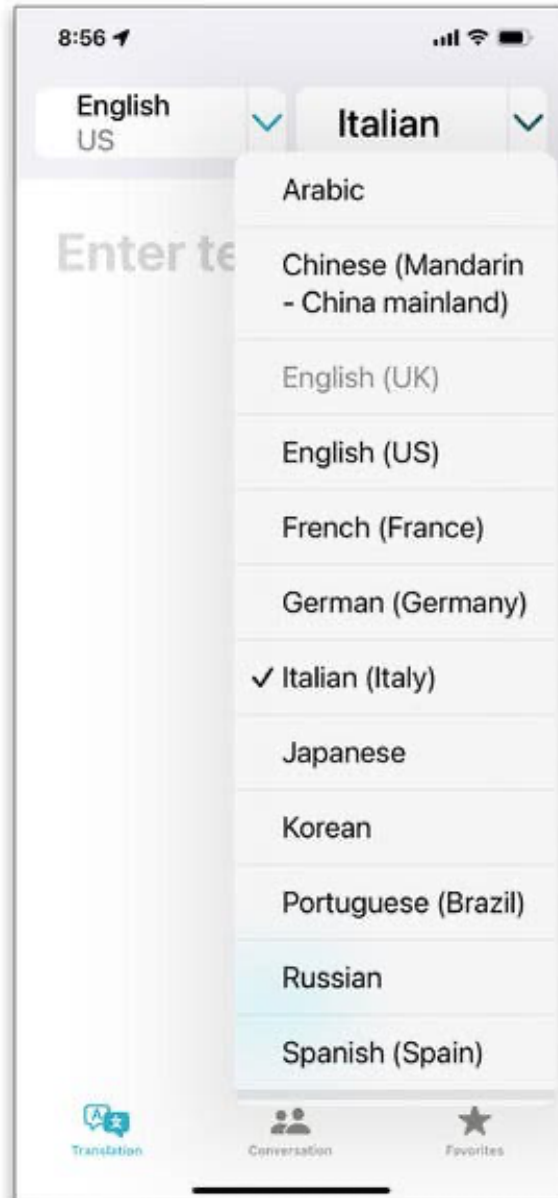 8:56
English
US
Italian
Enter te
Arabic
Chinese (Mandarin
- China mainland)
English (UK)
English (US)
French (France)
German (Germany)
Italian (Italy)
Japanese
Korean
Portuguese (Brazil)
Russian
Spanish (Spain)
Translation
Conversation
Favorites